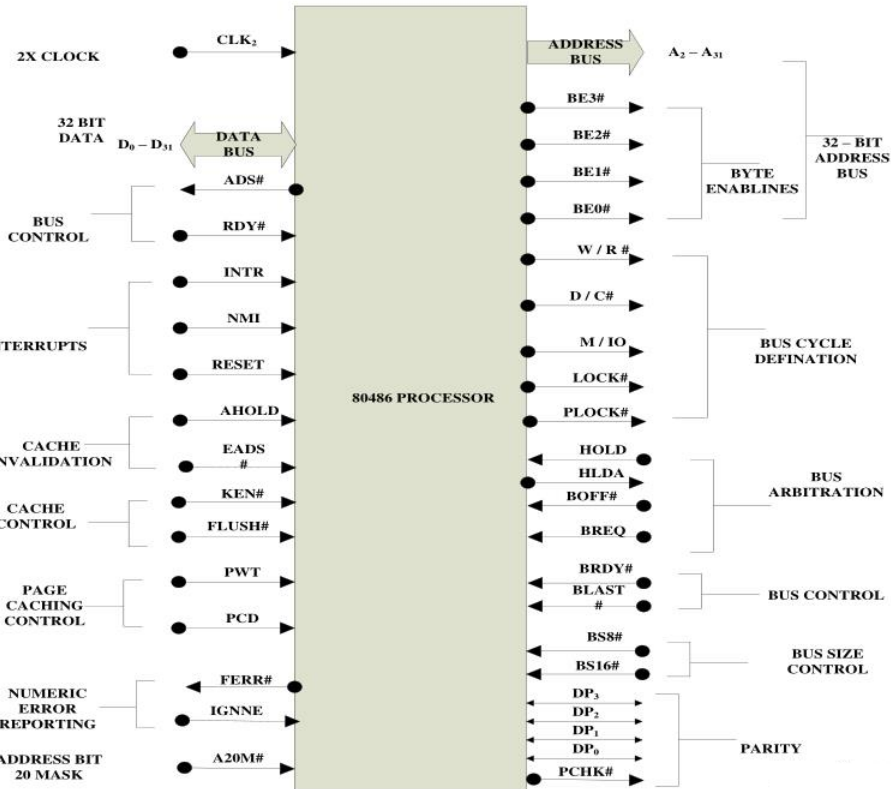 2X CLOCK
CLK₂
32 BIT
DATA
D₀ – D₃₁
DATA
BUS
BUS
CONTROL
ADS#
RDY#
NTERRUPTS
INTR
NMI
RESET
CACHE
NVALIDATION
AHOLD
EADS
#
CACHE
CONTROL
KEN#
FLUSH#
PAGE
CACHING
CONTROL
PWT
PCD
NUMERIC
ERROR
REPORTING
FERR#
IGNNE
ADDRESS BIT
20 MASK
A20M#
80486 PROCESSOR
ADDRESS
BUS
A₂ – A₃₁
BE3#
BE2#
BE1#
BE0#
BYTE
ENABLINES
32 – BIT
ADDRESS
BUS
W / R #
D / C#
M / IO
LOCK#
PLOCK#
BUS CYCLE
DEFINATION
HOLD
HLDA
BOFF#
BREQ
BUS
ARBITRATION
BRDY#
BLAST
#
BUS CONTROL
BS8#
BS16#
BUS SIZE
CONTROL
DP₃
DP₂
DP₁
DP₀
PCHK#
PARITY